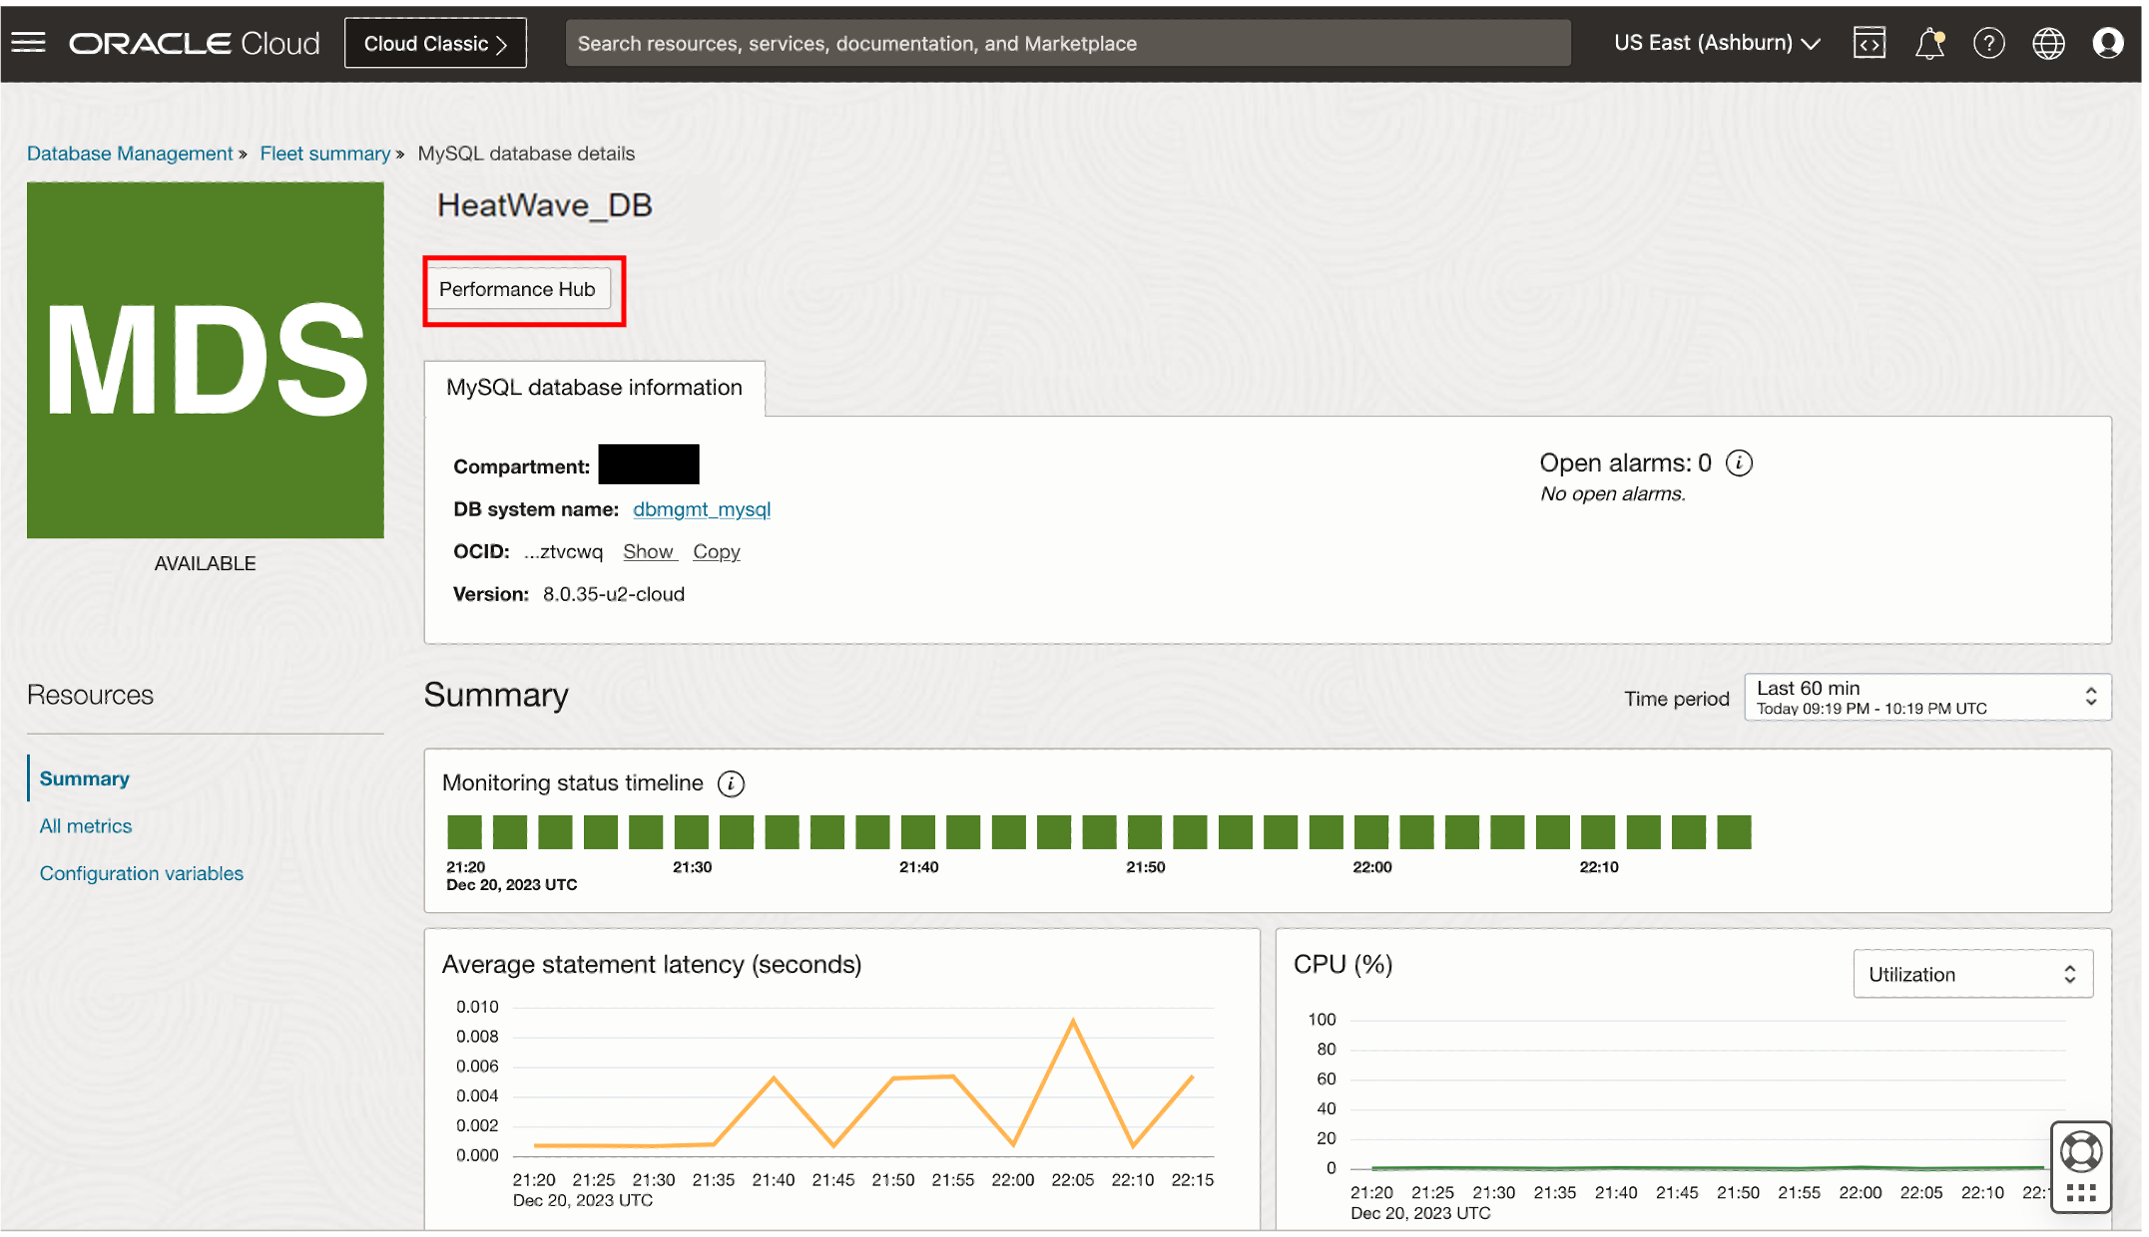 ORACLE Cloud
Cloud Classic
Search resources, services, documentation, and Marketplace
US East (Ashburn)
Database Management » Fleet summary » MySQL database details
MDS
AVAILABLE
HeatWave_DB
Performance Hub
MySQL database information
Compartment:
DB system name: dbmgmt_mysql
OCID: ...ztvcwq Show Copy
Version: 8.0.35-u2-cloud
Open alarms: 0
No open alarms.
Resources
Summary
All metrics
Configuration variables
Summary
Time period
Last 60 min
Today 09:19 PM - 10:19 PM UTC
Monitoring status timeline
21:20 21:30 21:40 21:50 22:00 22:10
Dec 20, 2023 UTC
Average statement latency (seconds)
0.010
0.008
0.006
0.004
0.002
0.000
21:20 21:25 21:30 21:35 21:40 21:45 21:50 21:55 22:00 22:05 22:10 22:15
Dec 20, 2023 UTC
CPU (%)
Utilization
100
80
60
40
20
0
21:20 21:25 21:30 21:35 21:40 21:45 21:50 21:55 22:00 22:05 22:10
Dec 20, 2023 UTC